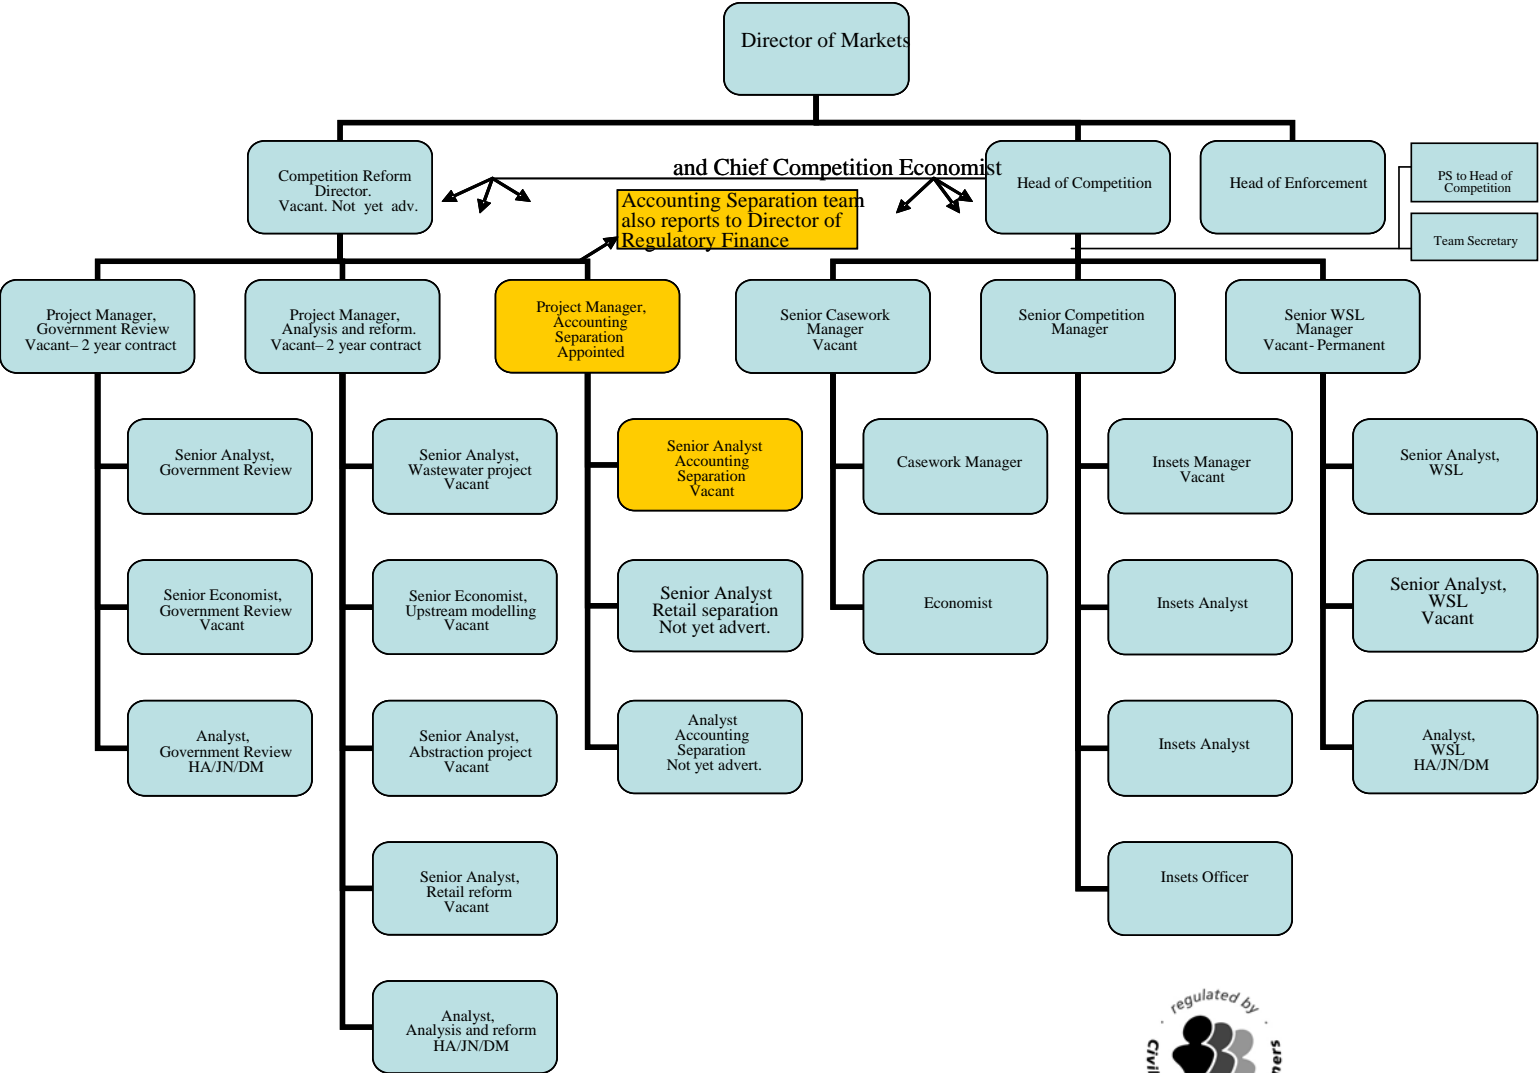 Director of Markets
Competition Reform
Director.
Vacant. Not yet adv.
and Chief Competition Economist
Accounting Separation team
also reports to Director of
Regulatory Finance
Head of Competition
Head of Enforcement
PS to Head of
Competition
Team Secretary
Project Manager,
Government Review
Vacant– 2 year contract
Project Manager,
Analysis and reform.
Vacant– 2 year contract
Project Manager,
Accounting
Separation
Appointed
Senior Casework
Manager
Vacant
Senior Competition
Manager
Senior WSL
Manager
Vacant- Permanent
Senior Analyst,
Government Review
Senior Analyst,
Wastewater project
Vacant
Senior Analyst
Accounting
Separation
Vacant
Casework Manager
Insets Manager
Vacant
Senior Analyst,
WSL
Senior Economist,
Government Review
Vacant
Senior Economist,
Upstream modelling
Vacant
Senior Analyst
Retail separation
Not yet advert.
Economist
Insets Analyst
Senior Analyst,
WSL
Vacant
Analyst,
Government Review
HA/JN/DM
Senior Analyst,
Abstraction project
Vacant
Analyst
Accounting
Separation
Not yet advert.
Insets Analyst
Analyst,
WSL
HA/JN/DM
Senior Analyst,
Retail reform
Vacant
Insets Officer
Analyst,
Analysis and reform
HA/JN/DM
regulated by
Civil